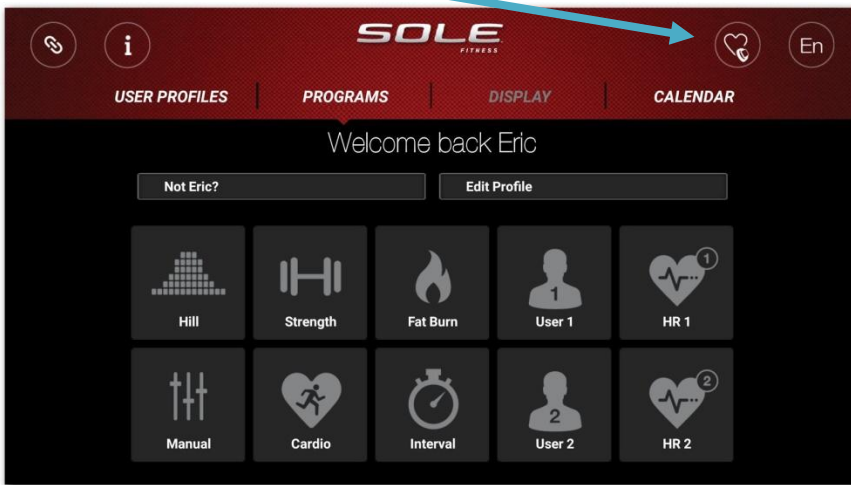 i
SOLE
FITNESS
En
USER PROFILES
PROGRAMS
DISPLAY
CALENDAR
Welcome back Eric
Not Eric?
Edit Profile
Hill
Strength
Fat Burn
1
User 1
1
HR 1
Manual
Cardio
Interval
2
User 2
2
HR 2